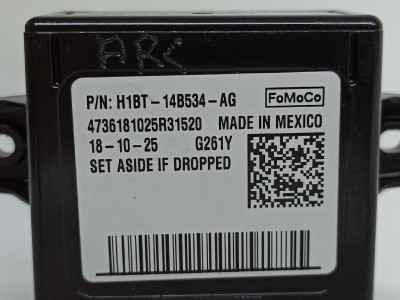 ARC
P/N: H1BT-14B534-AG FoMoCo
4736181025R31520 MADE IN MEXICO
18-10-25 G261Y
SET ASIDE IF DROPPED